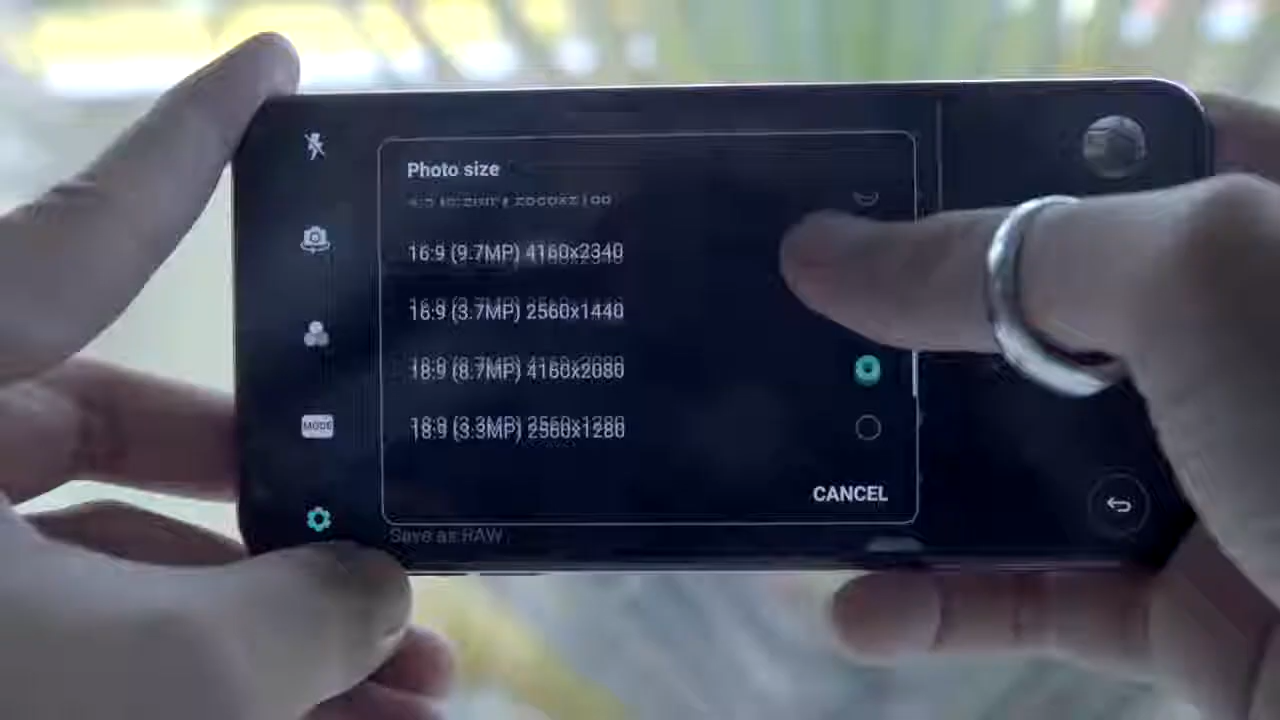 Photo size
16:9 (9.7MP) 4160x2340
16:9 (3.7MP) 2560x1440
18:9 (8.7MP) 4160x2080
18:9 (3.3MP) 2560x1280
MODE
CANCEL
Save as RAW